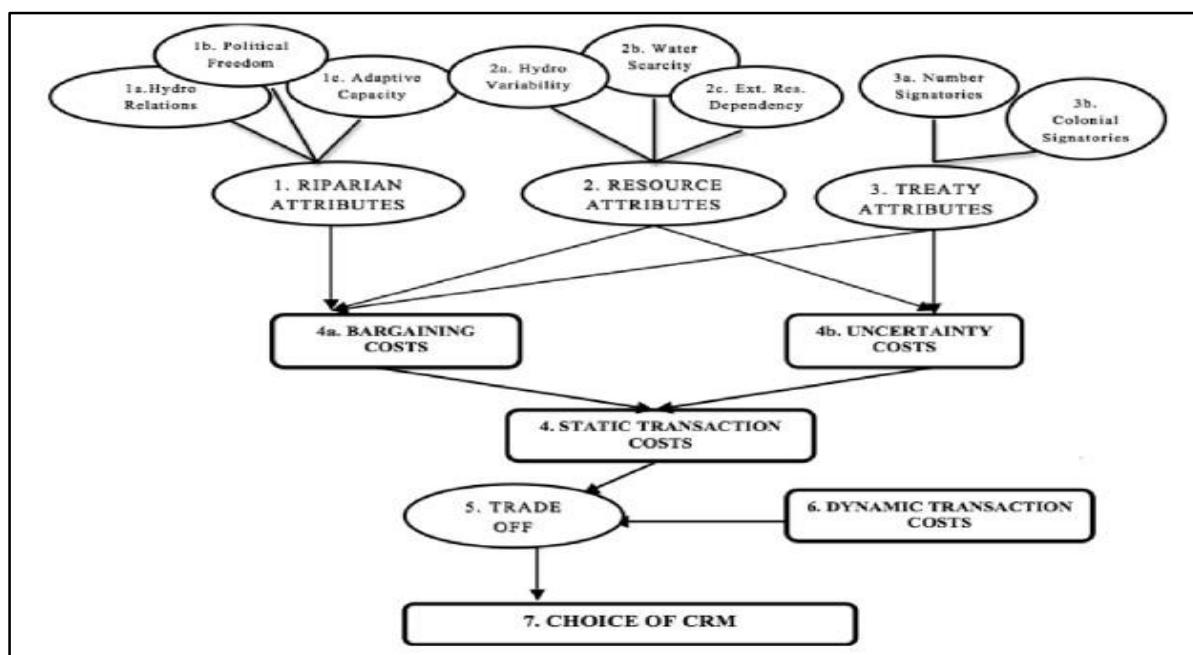 1b. Political
Freedom
1a.Hydro
Relations
1c. Adaptive
Capacity
2a. Hydro
Variability
2b. Water
Scarcity
2c. Ext. Res.
Dependency
3a. Number
Signatories
3b.
Colonial
Signatories
1. RIPARIAN
ATTRIBUTES
2. RESOURCE
ATTRIBUTES
3. TREATY
ATTRIBUTES
4a. BARGAINING
COSTS
4b. UNCERTAINTY
COSTS
4. STATIC TRANSACTION
COSTS
5. TRADE
OFF
6. DYNAMIC TRANSACTION
COSTS
7. CHOICE OF CRM